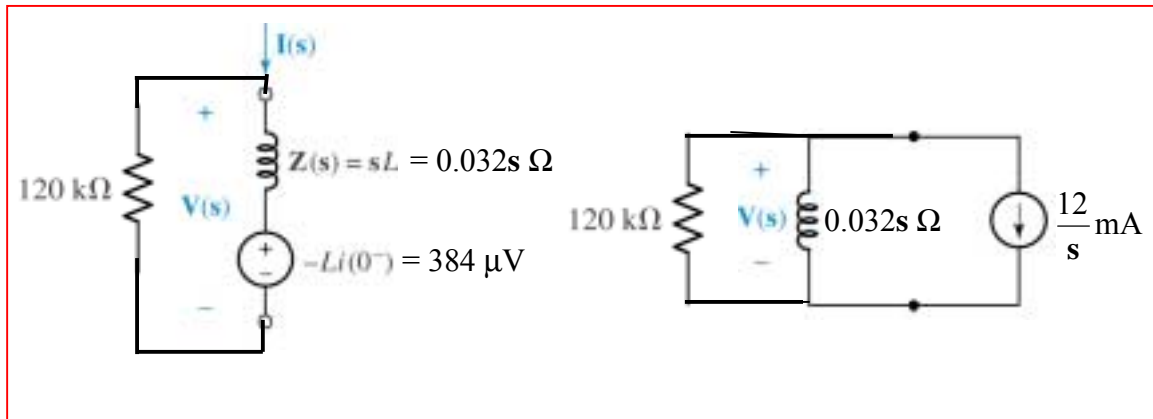 I(s)
+
Z(s) = sL = 0.032s Ω
120 kΩ
V(s)
+
−
−Li(0⁻) = 384 μV
−
120 kΩ
+
V(s)
−
0.032s Ω
12
s
mA